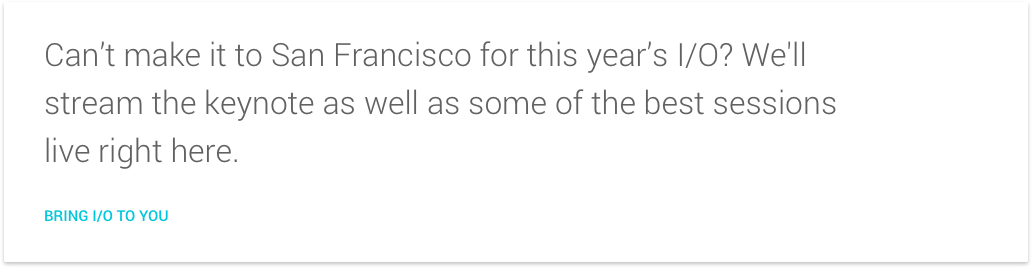 Can’t make it to San Francisco for this year’s I/O? We'll
stream the keynote as well as some of the best sessions
live right here.
BRING I/O TO YOU